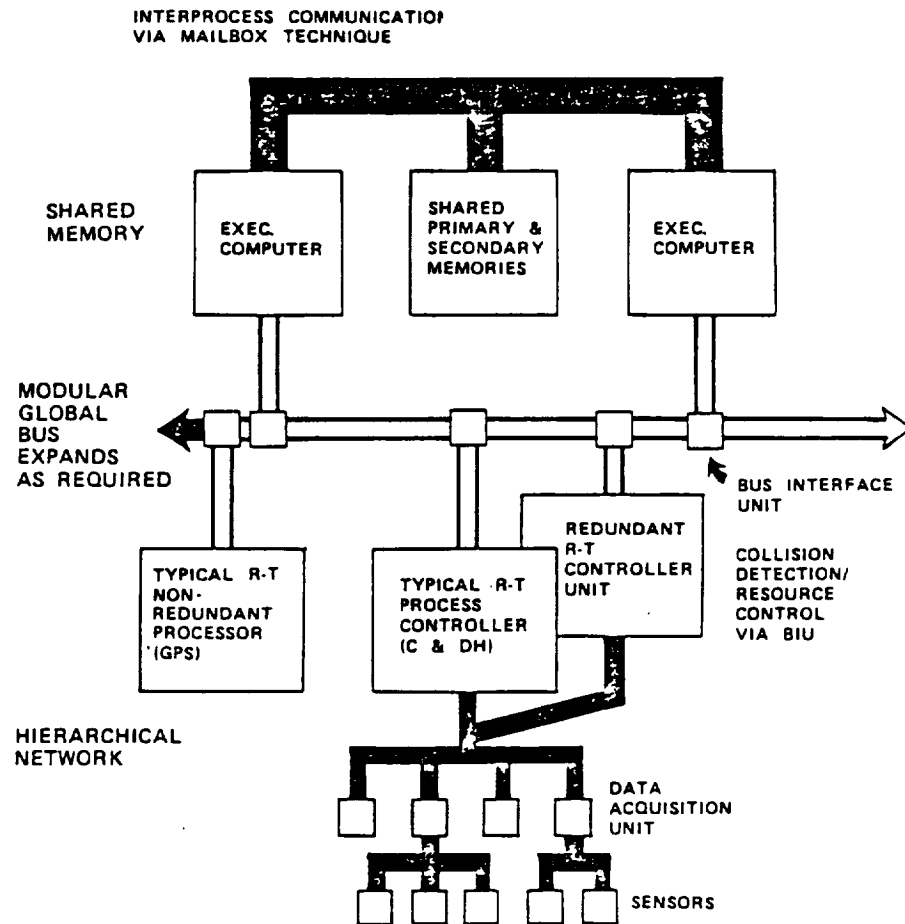 INTERPROCESS COMMUNICATION
VIA MAILBOX TECHNIQUE
SHARED
MEMORY
EXEC.
COMPUTER
SHARED
PRIMARY &
SECONDARY
MEMORIES
EXEC.
COMPUTER
MODULAR
GLOBAL
BUS
EXPANDS
AS REQUIRED
BUS INTERFACE
UNIT
TYPICAL R-T
NON-
REDUNDANT
PROCESSOR
(GPS)
TYPICAL R-T
PROCESS
CONTROLLER
(C & DH)
REDUNDANT
R-T
CONTROLLER
UNIT
COLLISION
DETECTION/
RESOURCE
CONTROL
VIA BIU
HIERARCHICAL
NETWORK
DATA
ACQUISITION
UNIT
SENSORS